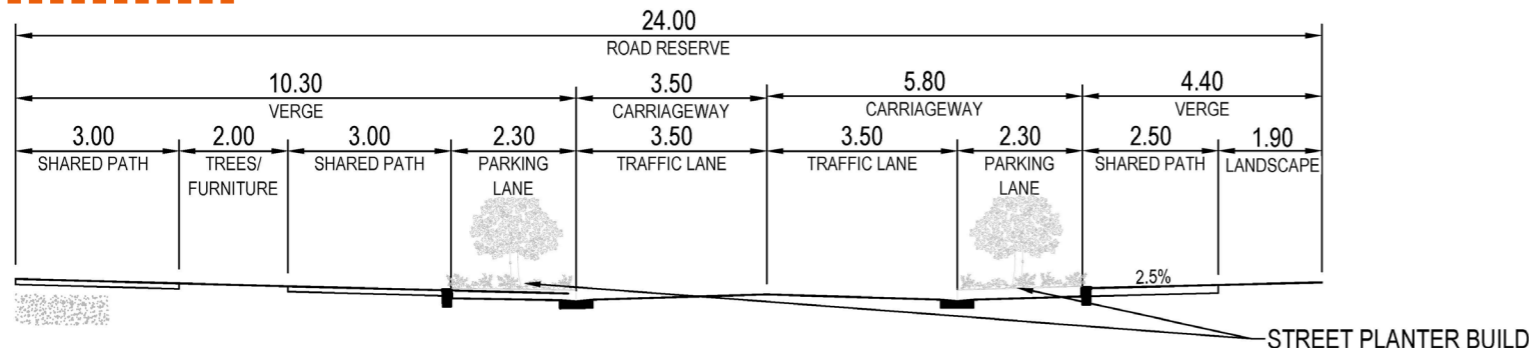 24.00
ROAD RESERVE
10.30
VERGE
3.50
CARRIAGEWAY
5.80
CARRIAGEWAY
4.40
VERGE
3.00
SHARED PATH
2.00
TREES/
FURNITURE
3.00
SHARED PATH
2.30
PARKING
LANE
3.50
TRAFFIC LANE
3.50
TRAFFIC LANE
2.30
PARKING
LANE
2.50
SHARED PATH
1.90
LANDSCAPE
2.5%
STREET PLANTER BUILD